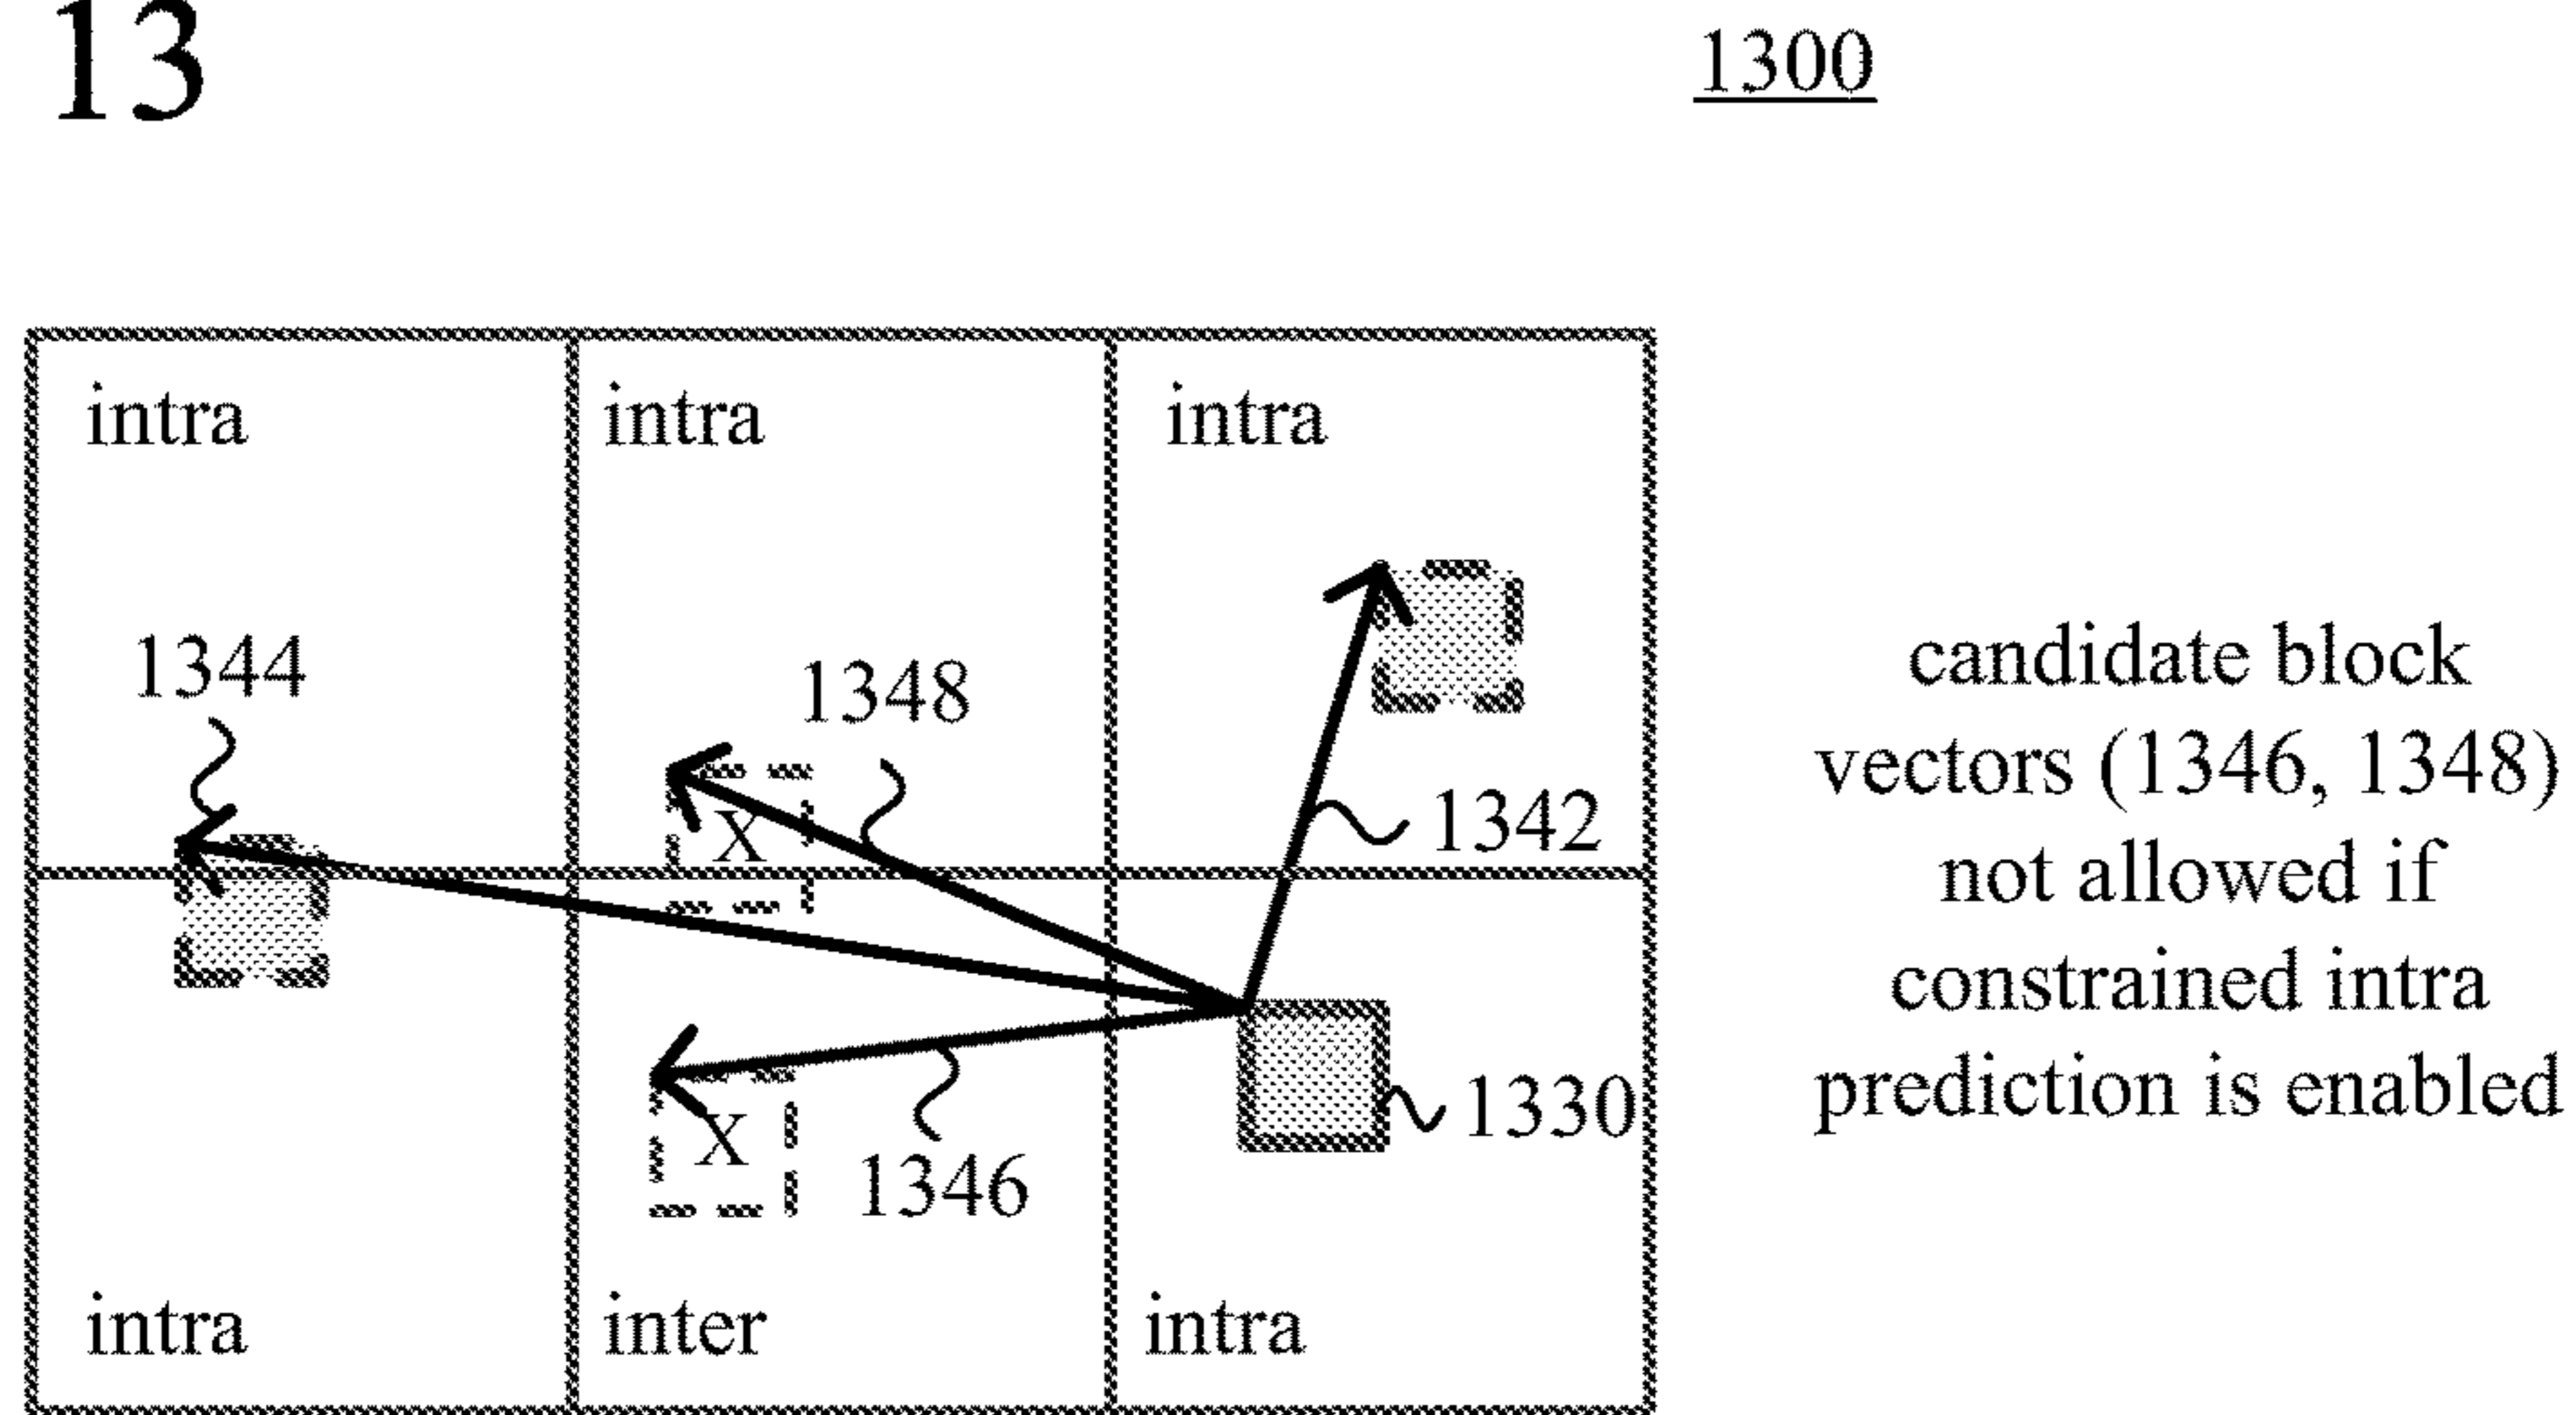 13
1300
intra
intra
intra
1344
1348
1342
X
X
1346
1330
intra
inter
intra
candidate block
vectors (1346, 1348)
not allowed if
constrained intra
prediction is enabled